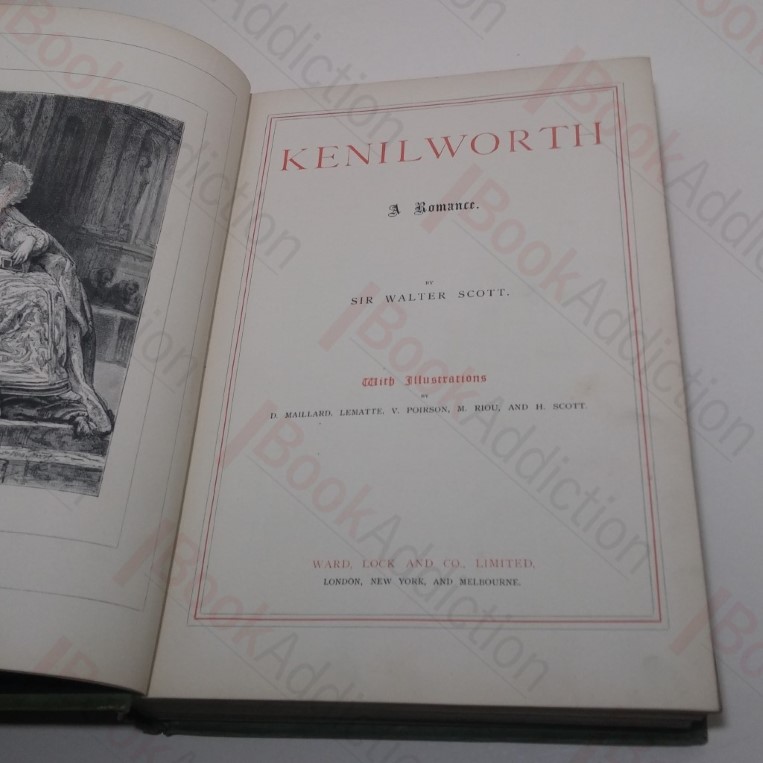 KENILWORTH
A Romance.
BY
SIR WALTER SCOTT.
With Illustrations
BY
D. MAILLARD, LEMATTE, V. POIRSON, M. RIOU, AND H. SCOTT.
WARD, LOCK AND CO., LIMITED,
LONDON, NEW YORK, AND MELBOURNE.
BookAddiction